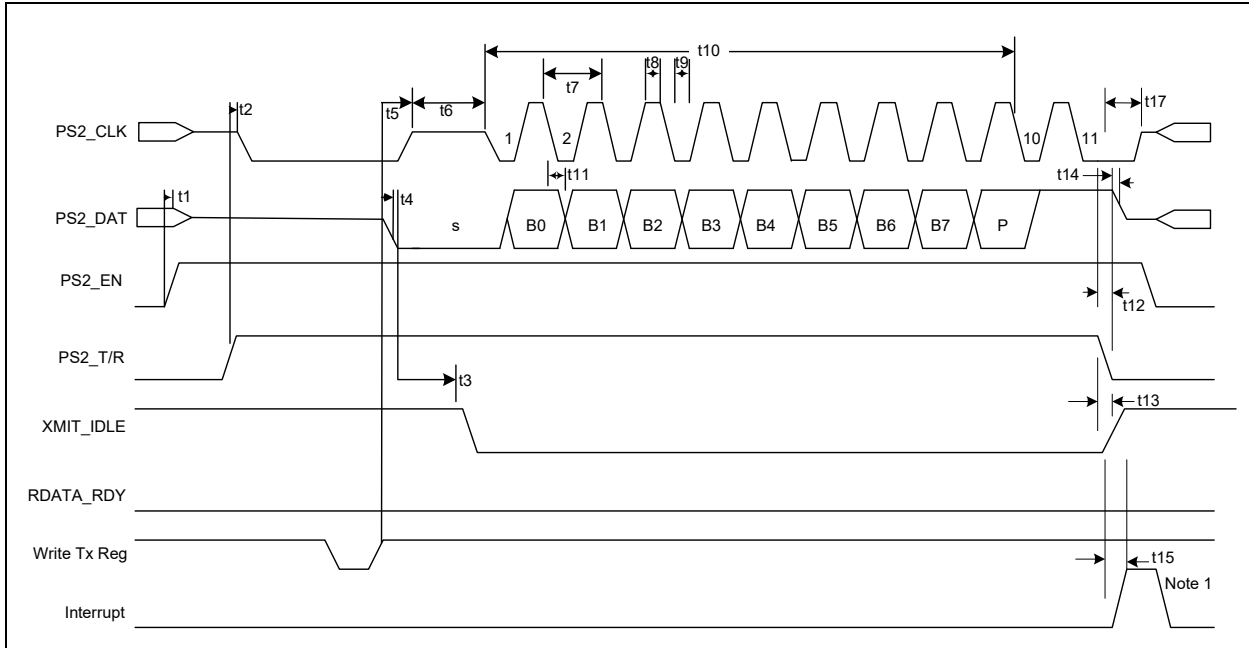 t10
t8 t9
t2 t5 t6 t7 t17
PS2_CLK 1 2 10 11
t1 t4 t11 t14
PS2_DAT s B0 B1 B2 B3 B4 B5 B6 B7 P
PS2_EN
t12
PS2_T/R
t3
t13
XMIT_IDLE
RDATA_RDY
Write Tx Reg
t15
Note 1
Interrupt